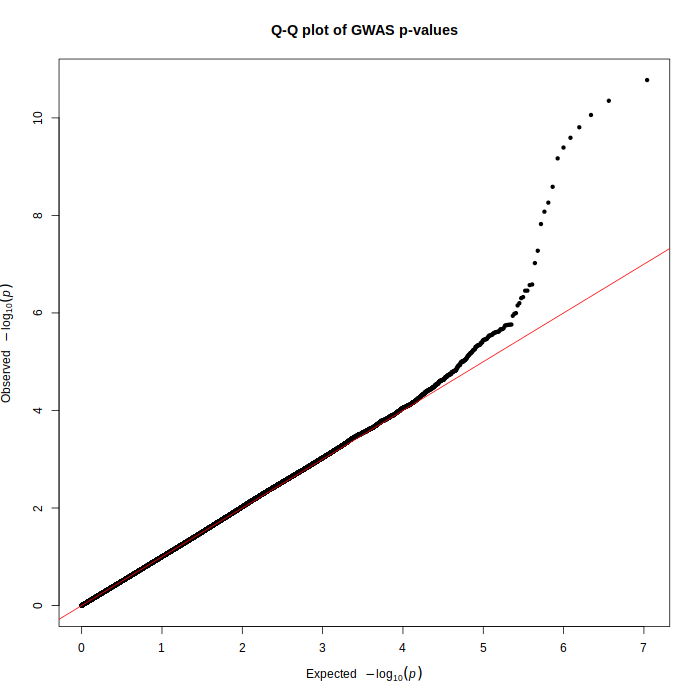 Q-Q plot of GWAS p-values
Observed −log10(p)
10
8
6
4
2
0
0 1 2 3 4 5 6 7
Expected −log10(p)